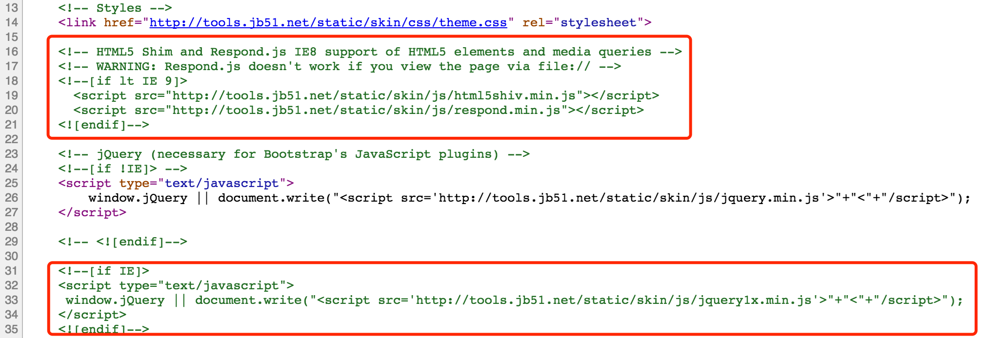 13 <!-- Styles -->
14 <link href="http://tools.jb51.net/static/skin/css/theme.css" rel="stylesheet">
15
16 <!-- HTML5 Shim and Respond.js IE8 support of HTML5 elements and media queries -->
17 <!-- WARNING: Respond.js doesn't work if you view the page via file:// -->
18 <!--[if lt IE 9]>
19 <script src="http://tools.jb51.net/static/skin/js/html5shiv.min.js"></script>
20 <script src="http://tools.jb51.net/static/skin/js/respond.min.js"></script>
21 <![endif]-->
22
23 <!-- jQuery (necessary for Bootstrap's JavaScript plugins) -->
24 <!--[if !IE]> -->
25 <script type="text/javascript">
26 window.jQuery || document.write("<script src='http://tools.jb51.net/static/skin/js/jquery.min.js'>"+"<"+"/script>");
27 </script>
28
29 <!-- <![endif]-->
30
31 <!--[if IE]>
32 <script type="text/javascript">
33 window.jQuery || document.write("<script src='http://tools.jb51.net/static/skin/js/jquery1x.min.js'>"+"<"+"/script>");
34 </script>
35 <![endif]-->